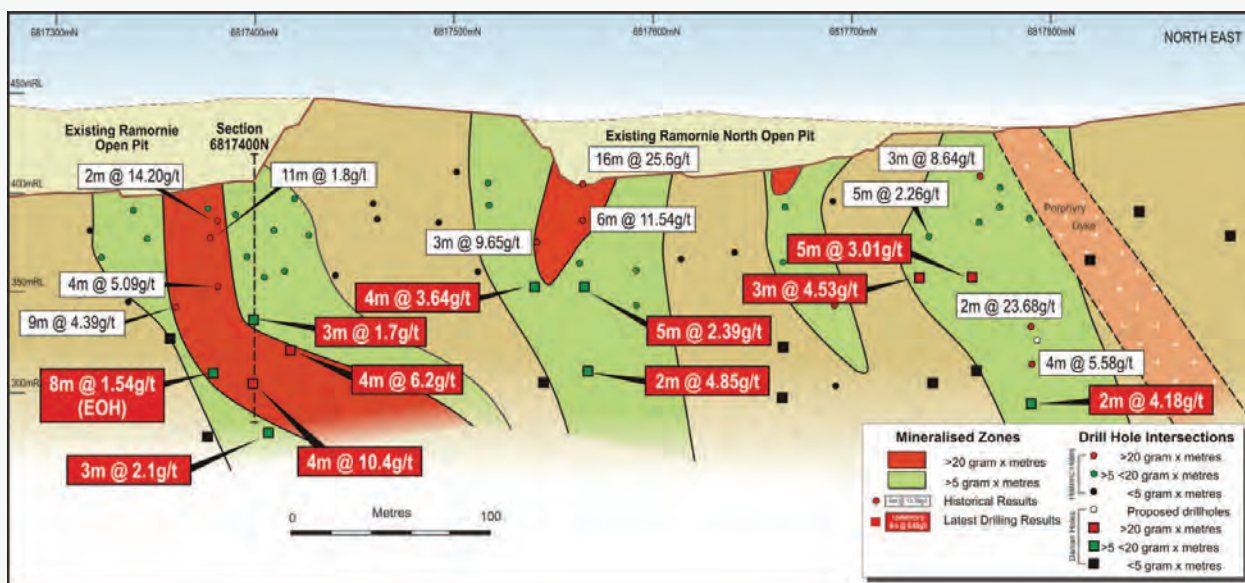 6817300mN
6817400mN
6817500mN
6817600mN
6817700mN
6817800mN
NORTH EAST
450mRL
400mRL
350mRL
300mRL
Existing Ramornie
Open Pit
Section
6817400N
Existing Ramornie North Open Pit
2m @ 14.20g/t
11m @ 1.8g/t
16m @ 25.6g/t
3m @ 8.64g/t
5m @ 2.26g/t
6m @ 11.54g/t
3m @ 9.65g/t
Porphyry
Dyke
4m @ 5.09g/t
9m @ 4.39g/t
4m @ 3.64g/t
5m @ 3.01g/t
3m @ 4.53g/t
2m @ 23.68g/t
3m @ 1.7g/t
5m @ 2.39g/t
4m @ 5.58g/t
8m @ 1.54g/t
(EOH)
4m @ 6.2g/t
2m @ 4.85g/t
2m @ 4.18g/t
3m @ 2.1g/t
4m @ 10.4g/t
0 Metres 100
Mineralised Zones
>20 gram x metres
>5 gram x metres
Historical Results
Latest Drilling Results
Drill Hole Intersections
Historic Holes
>20 gram x metres
>5 <20 gram x metres
<5 gram x metres
Proposed drillholes
Dacian Holes
>20 gram x metres
>5 <20 gram x metres
<5 gram x metres